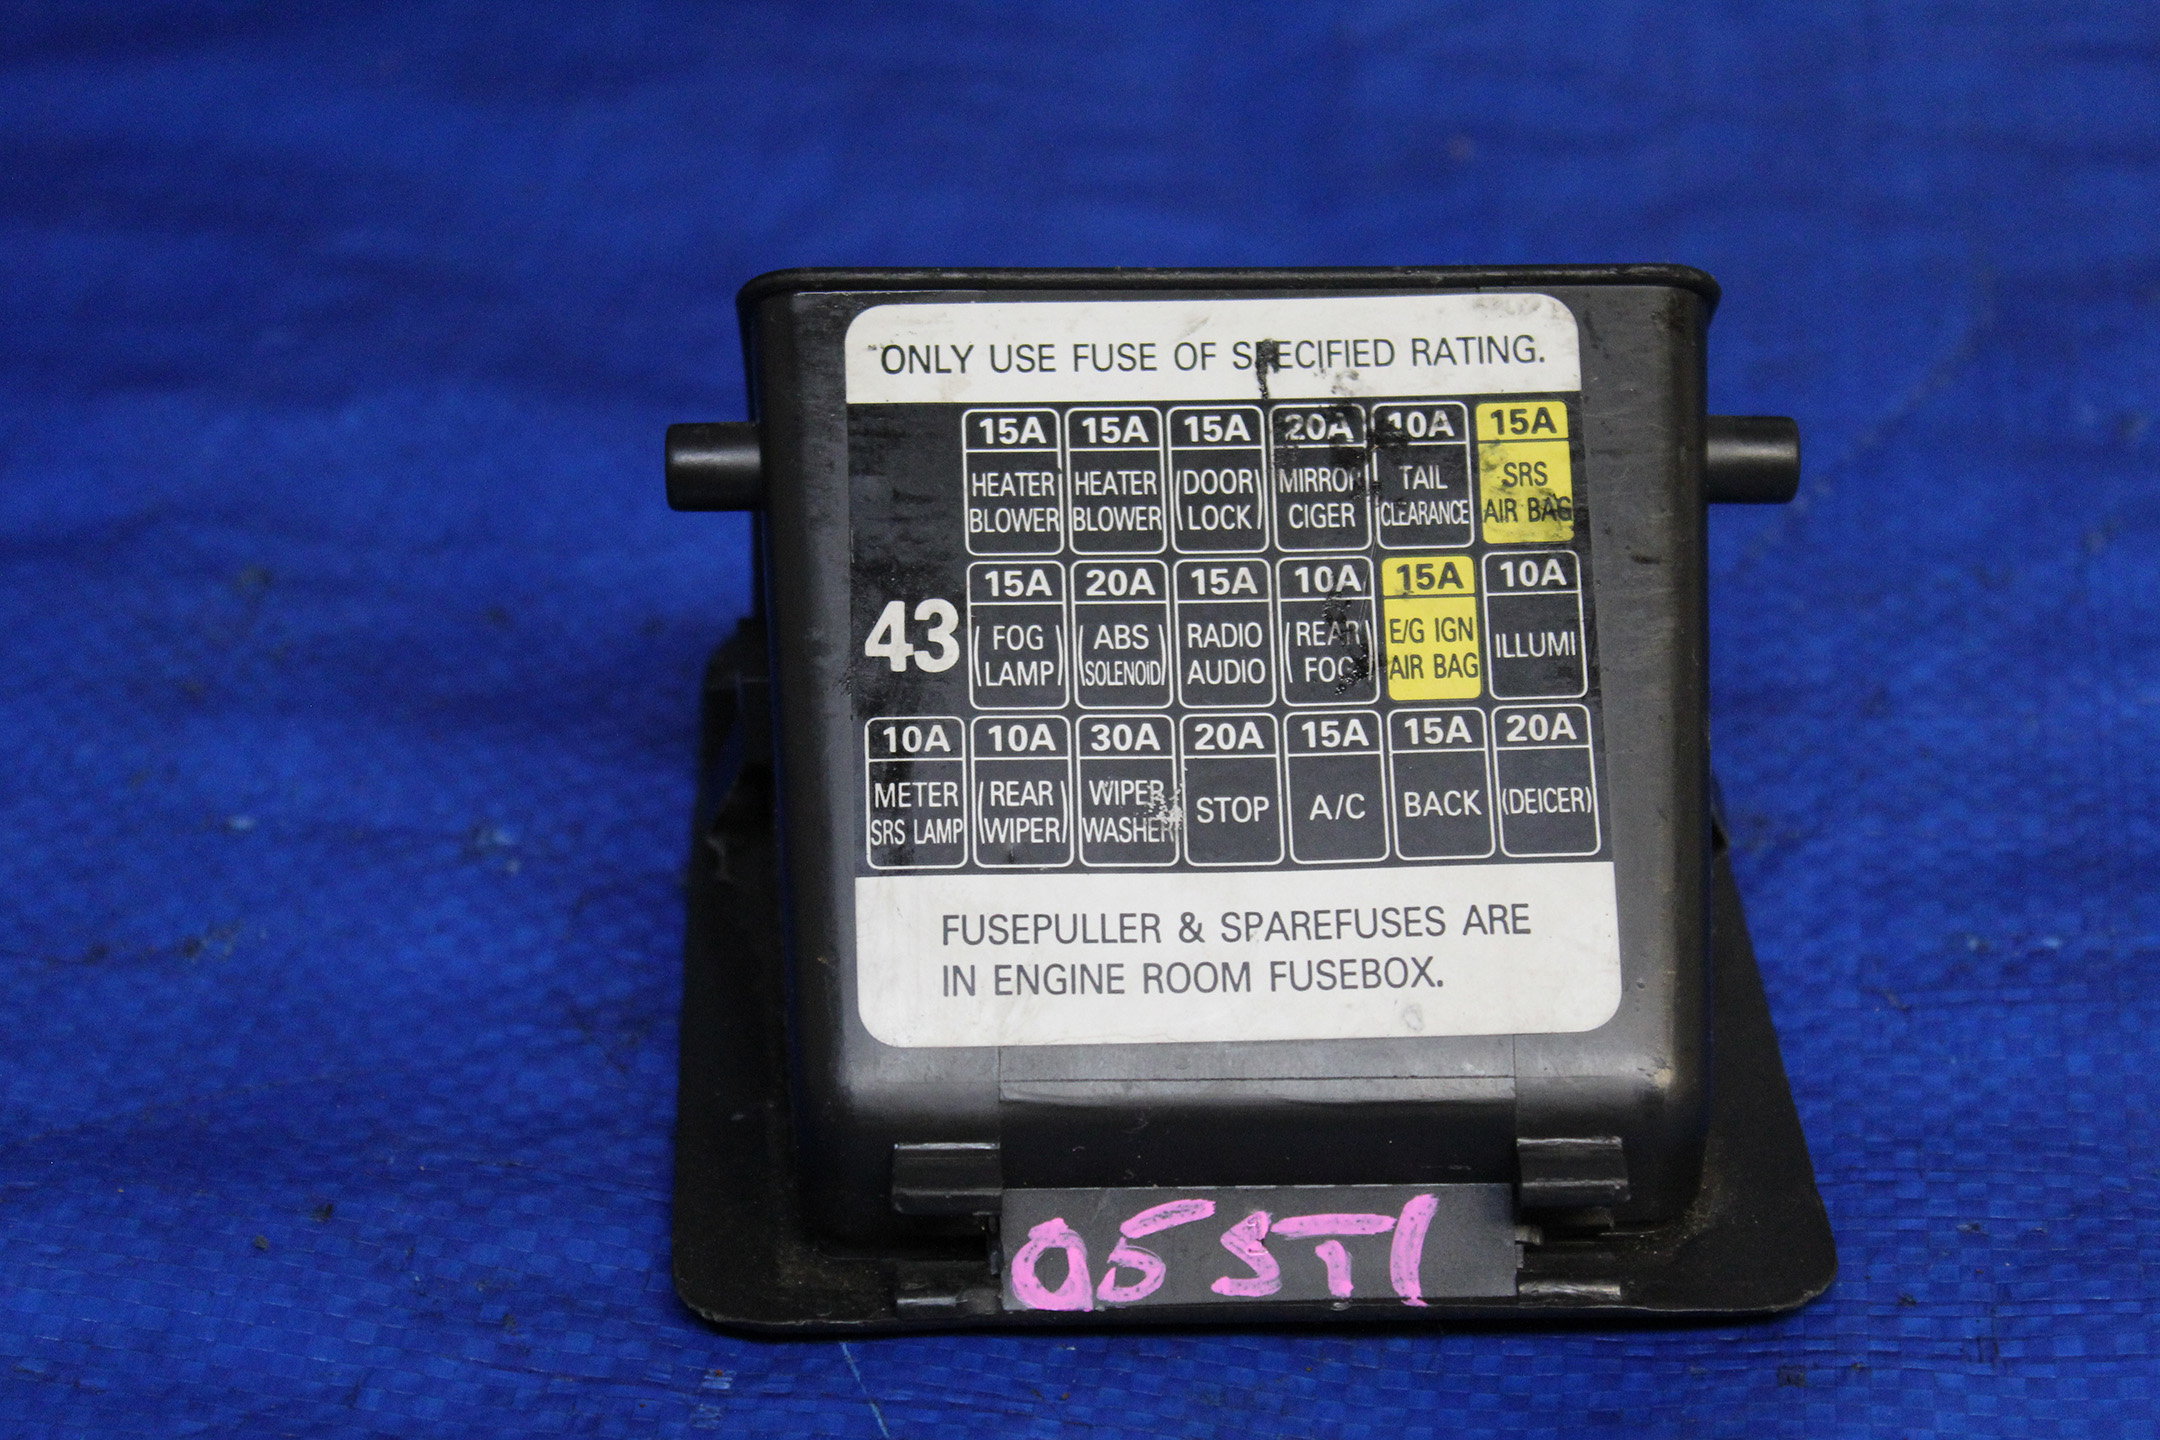 ONLY USE FUSE OF SPECIFIED RATING.
15A 15A 15A 20A 10A 15A
HEATER HEATER (DOOR MIRROR TAIL SRS
BLOWER BLOWER LOCK) CIGER CLEARANCE AIR BAG
15A 20A 15A 10A 15A 10A
(FOG (ABS RADIO (REAR E/G IGN ILLUMI
43 LAMP) SOLENOID) AUDIO FOG) AIR BAG
10A 10A 30A 20A 15A 15A 20A
METER (REAR WIPER STOP A/C BACK (DEICER)
SRS LAMP WIPER) WASHER
FUSEPULLER & SPAREFUSES ARE
IN ENGINE ROOM FUSEBOX.
05 STI